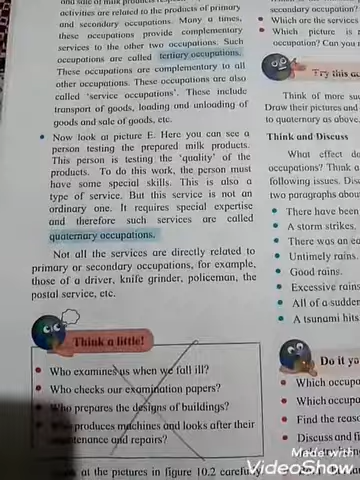 and sale of milk products
activities are related to the products of primary
and secondary occupations. Many a times,
these occupations provide complementary
services to the other two occupations. Such
occupations are called tertiary occupations.
These occupations are complementary to all
other occupations. These occupations are also
called 'service occupations'. These include
transport of goods, loading and unloading of
goods and sale of goods, etc.
• Now look at picture E. Here you can see a
person testing the prepared milk products.
This person is testing the 'quality' of the
products. To do this work, the person must
have some special skills. This is also a
type of service. But this service is not an
ordinary one. It requires special expertise
and therefore such services are called
quaternary occupations.
Not all the services are directly related to
primary or secondary occupations, for example,
those of a driver, knife grinder, policeman, the
postal service, etc.
Think a little!
• Who examines us when we fall ill?
• Who checks our examination papers?
• Who prepares the designs of buildings?
• Who produces machines and looks after their
maintenance and repairs?
at the pictures in figure 10.2 carefully
secondary occupation?
• Which are the services
• Which picture is
occupation? Can you
Try this
Think of more
Draw their pictures and
to quaternary as above.
Think and Discuss
What effect do
occupations? Think a
following issues.
two paragraphs about
• There have been
• A storm strikes.
• There was an
• Untimely rains.
• Good rains.
• Excessive rains
• All of a sudden
• A tsunami hits
Do it
• Which
• Which
• Find the
• Discuss and
Made with
VideoShow